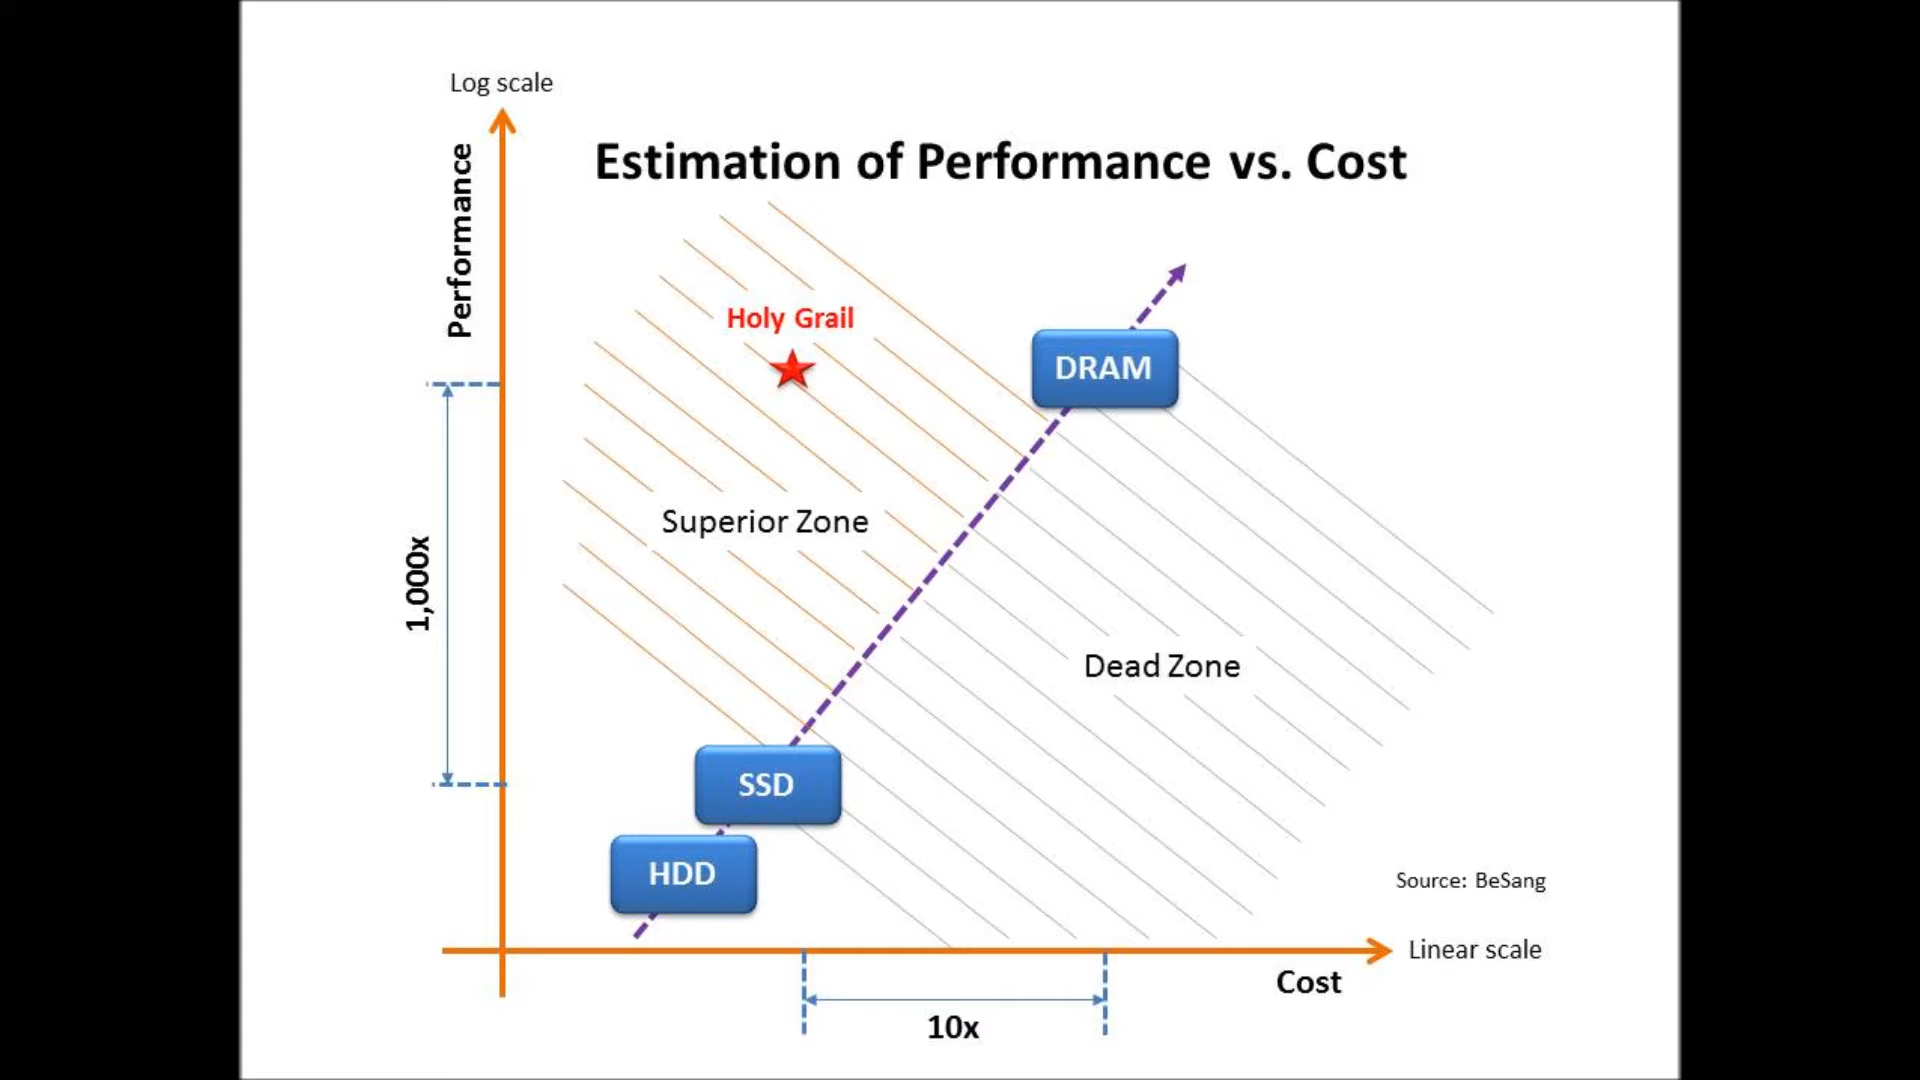 Log scale
Performance
Estimation of Performance vs. Cost
Holy Grail
DRAM
Superior Zone
1,000x
Dead Zone
SSD
HDD
Source: BeSang
Linear scale
Cost
10x